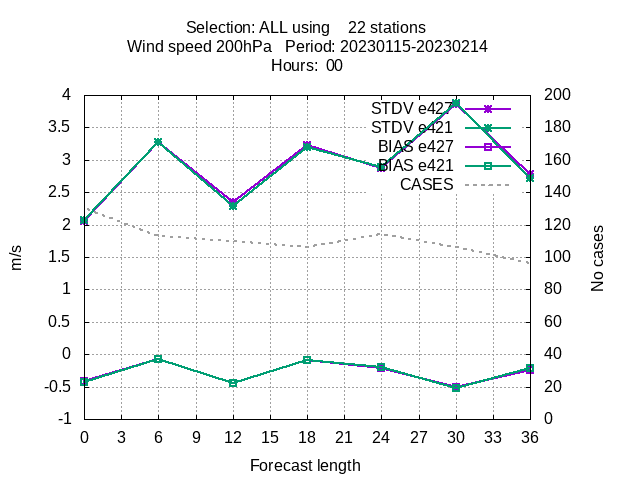 Selection: ALL using    22 stations
Wind speed 200hPa   Period: 20230115-20230214
Hours:  00
4
3.5
3
2.5
2
1.5
1
0.5
0
-0.5
-1
m/s
STDV e427
STDV e421
BIAS e427
BIAS e421
CASES
200
180
160
140
120
100
80
60
40
20
0
No cases
0 3 6 9 12 15 18 21 24 27 30 33 36
Forecast length